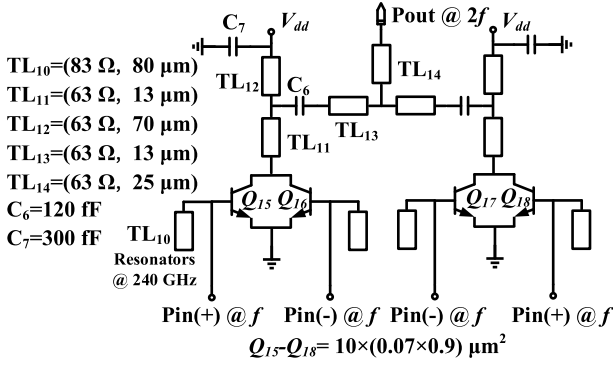 C7
Vdd
Pout @ 2f
Vdd
TL10=(83 Ω, 80 μm)
TL11=(63 Ω, 13 μm)
TL12=(63 Ω, 70 μm)
TL13=(63 Ω, 13 μm)
TL14=(63 Ω, 25 μm)
C6=120 fF
C7=300 fF
TL12
C6
TL14
TL13
TL11
Q15 Q16
Q17 Q18
TL10
Resonators
@ 240 GHz
Pin(+) @ f Pin(-) @ f Pin(-) @ f Pin(+) @ f
Q15-Q18= 10×(0.07×0.9) μm²